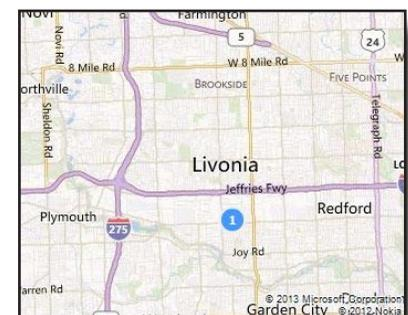 Novi
Farmington
5
24
Novi Rd
8 Mile Rd
W 8 Mile Rd
BROOKSIDE
FIVE POINTS
orthville
Sheldon Rd
Telegraph Rd
Livonia
Jeffries Fwy
Plymouth
275
1
Redford
Joy Rd
arren Rd
Garden City
© 2013 Microsoft Corporation
© 2012 Nokia